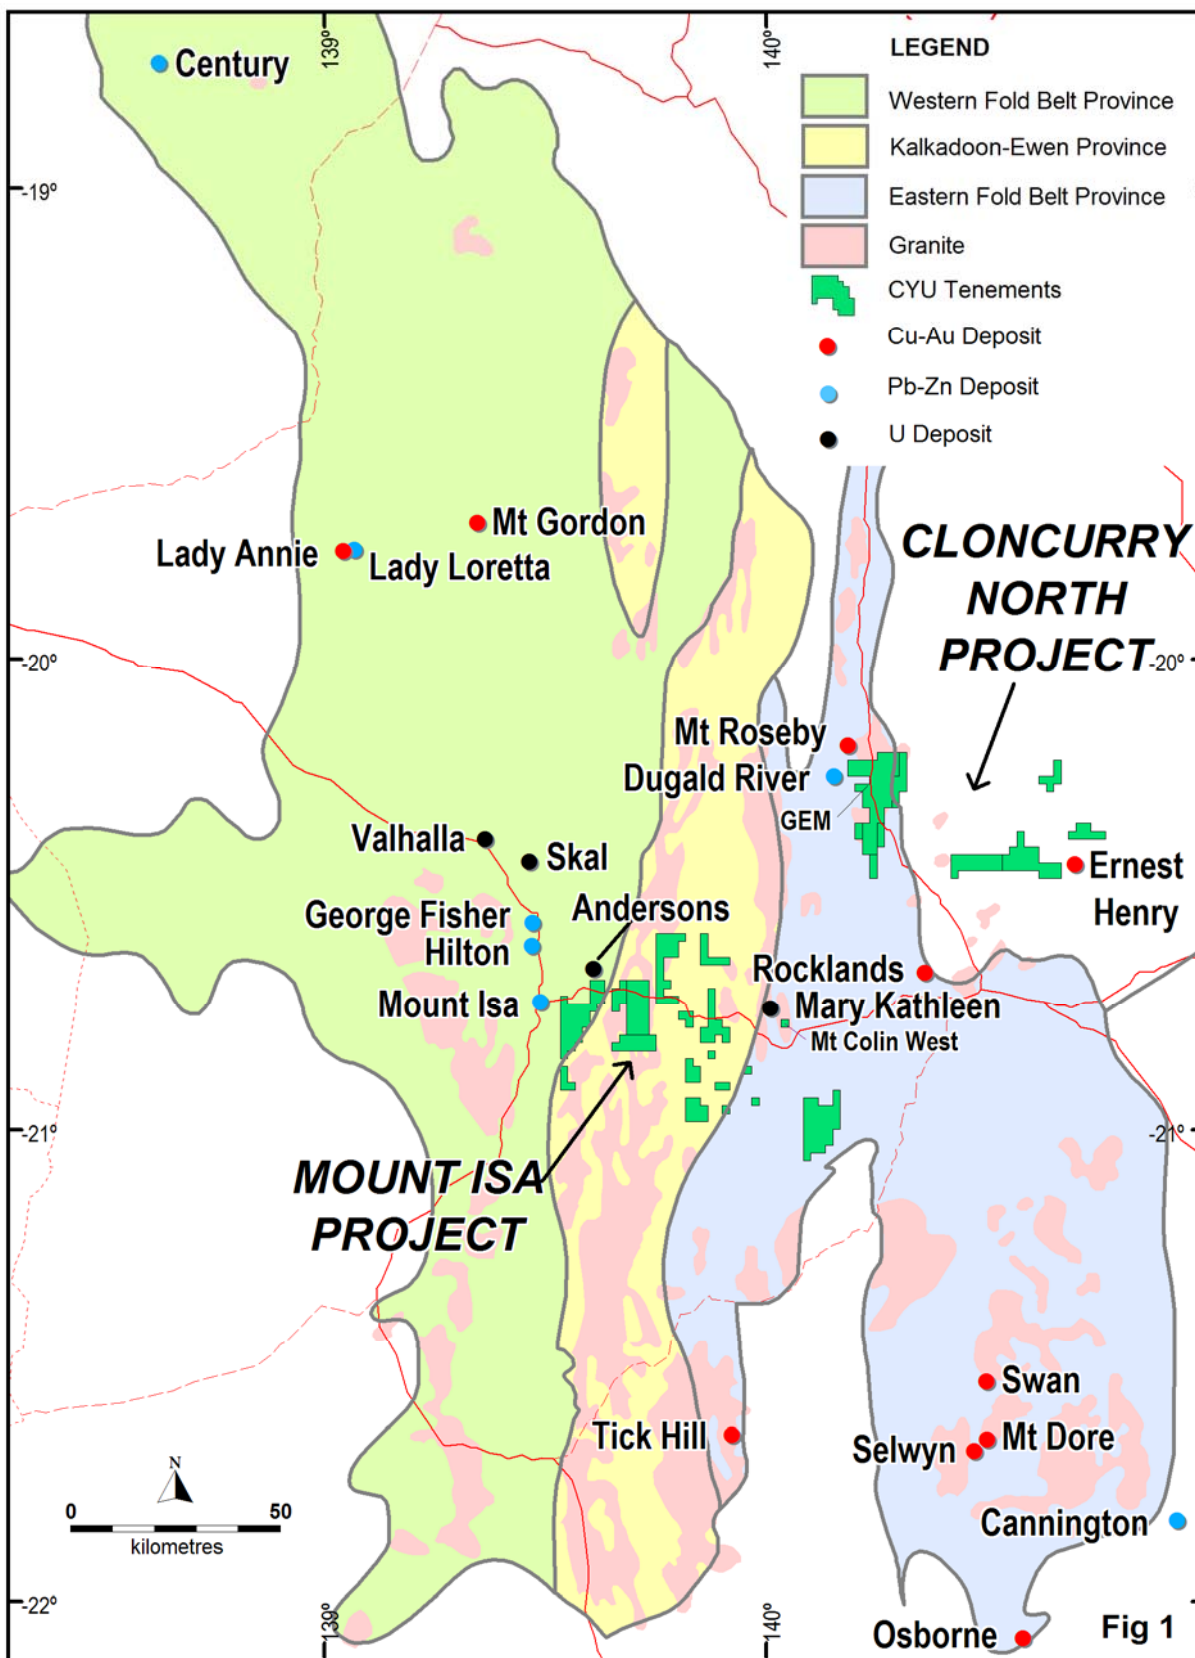 139°
140°
LEGEND
Western Fold Belt Province
Kalkadoon-Ewen Province
Eastern Fold Belt Province
Granite
CYU Tenements
Cu-Au Deposit
Pb-Zn Deposit
U Deposit
Century
-19°
Mt Gordon
Lady Annie
Lady Loretta
CLONCURRY
NORTH
PROJECT
-20°
-20°
Mt Roseby
Dugald River
GEM
Valhalla
Skal
Ernest
Henry
George Fisher
Andersons
Hilton
Rocklands
Mount Isa
Mary Kathleen
Mt Colin West
-21°
-21°
MOUNT ISA
PROJECT
Swan
Tick Hill
Mt Dore
Selwyn
N
0
50
kilometres
Cannington
-22°
139°
140°
Osborne
Fig 1